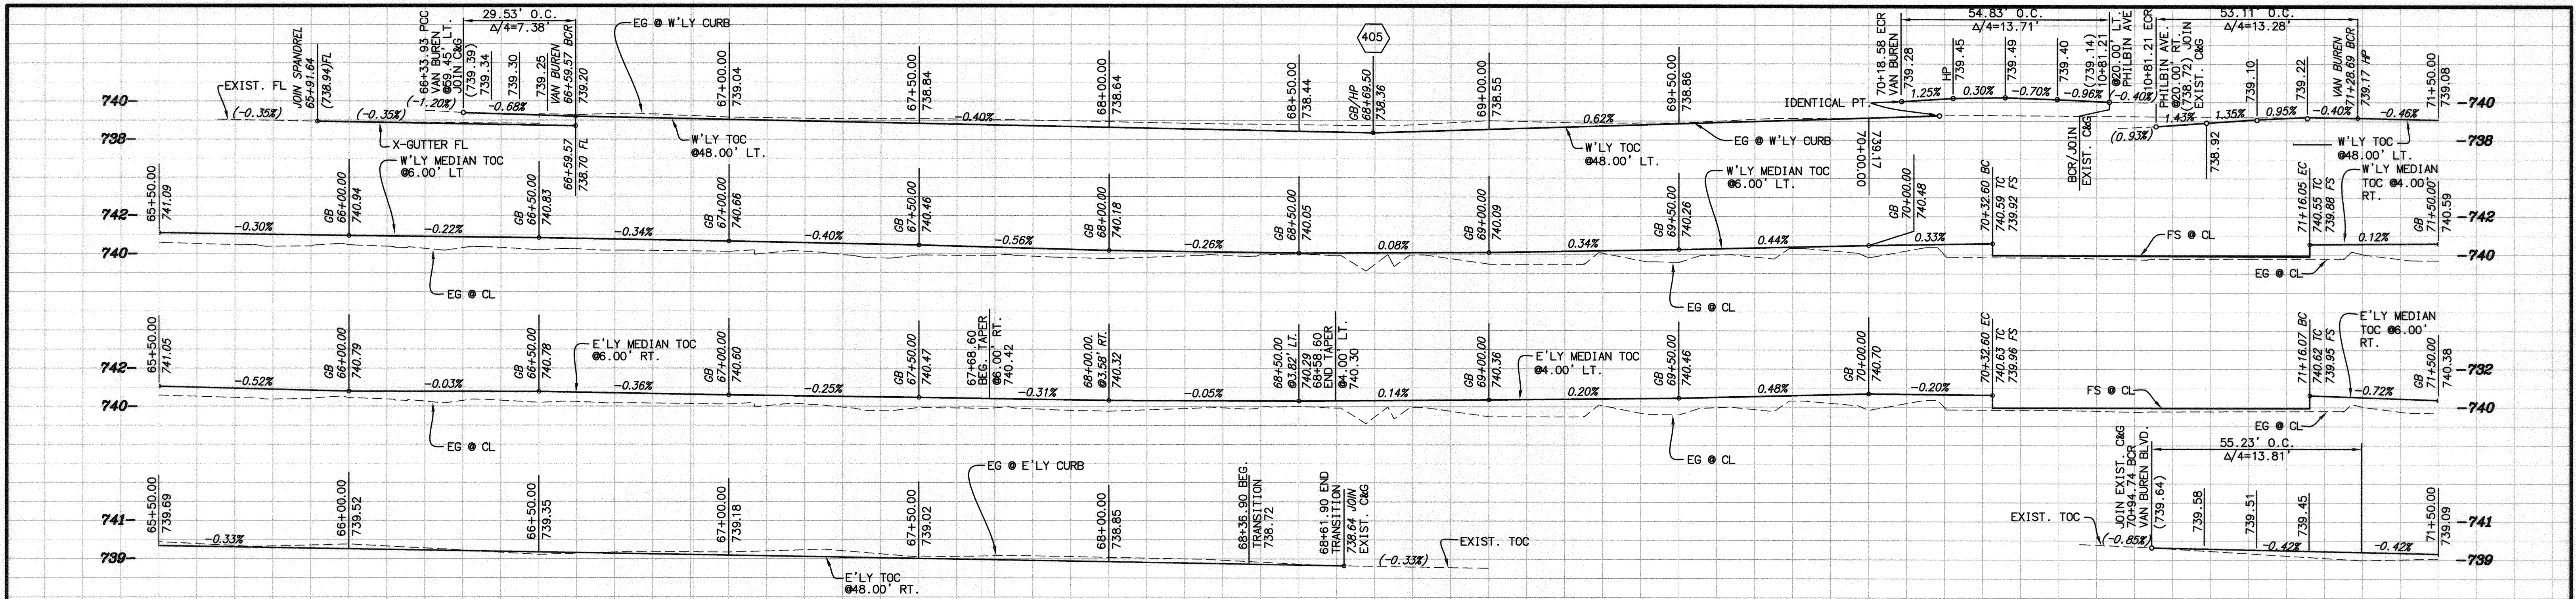 29.53' O.C.
Δ/4=7.38'
EG @ W'LY CURB
405
54.83' O.C.
Δ/4=13.71'
53.11' O.C.
Δ/4=13.28'
JOIN SPANDREL
65+91.64
(738.94)FL
66+33.93 PCC
VAN BUREN
@69.45' LT.
JOIN C&G
(739.39)
739.34
739.30
739.25
VAN BUREN
66+59.57 BCR
739.20
67+00.00
739.04
67+50.00
738.84
68+00.00
738.64
68+50.00
738.44
GB/HP
68+69.50
738.36
69+00.00
738.55
69+50.00
738.86
70+18.58 ECR
VAN BUREN
739.28
HP
739.45
739.49
739.40
(739.14)
10+81.21
@20.00' LT.
PHILBIN AVE
10+81.21 ECR
PHILBIN AVE.
@20.00' RT.
(738.72) JOIN
EXIST. C&G
739.10
739.22
VAN BUREN
71+28.69 BCR
739.17 HP
71+50.00
739.08
EXIST. FL
740
(-0.35%)
(-0.35%)
(-1.20%)
-0.68%
-0.40%
0.62%
IDENTICAL PT.
1.25%
0.30%
-0.70%
-0.96%
(-0.40%)
1.43%
1.35%
0.95%
-0.40%
-0.46%
740
738
X-GUTTER FL
66+59.57
738.70 FL
W'LY TOC
@48.00' LT.
W'LY TOC
@48.00' LT.
EG @ W'LY CURB
739.17
70+00.00
BCR/JOIN
EXIST. C&G
(0.93%)
738.92
W'LY TOC
@48.00' LT.
738
W'LY MEDIAN TOC
@6.00' LT
W'LY MEDIAN TOC
@6.00' LT.
W'LY MEDIAN
TOC @4.00'
RT.
65+50.00
741.09
GB
66+00.00
740.94
GB
66+50.00
740.83
GB
67+00.00
740.66
GB
67+50.00
740.46
GB
68+00.00
740.18
GB
68+50.00
740.05
GB
69+00.00
740.09
GB
69+50.00
740.26
GB
70+00.00
740.48
70+32.60 BC
740.59 TC
739.92 FS
71+16.05 EC
740.55 TC
739.88 FS
GB
71+50.00
740.59
742
-0.30%
-0.22%
-0.34%
-0.40%
-0.56%
-0.26%
0.08%
0.34%
0.44%
0.33%
FS @ CL
0.12%
742
740
EG @ CL
EG @ CL
EG @ CL
740
65+50.00
741.05
GB
66+00.00
740.79
GB
66+50.00
740.78
E'LY MEDIAN TOC
@6.00' RT.
GB
67+00.00
740.60
GB
67+50.00
740.47
67+68.60
BEG. TAPER
@6.00' RT.
740.42
68+00.00.
@3.58' RT.
740.32
68+50.00
@3.82' LT.
740.29
68+58.60
END TAPER
@4.00' LT.
740.30
GB
69+00.00
740.36
E'LY MEDIAN TOC
@4.00' LT.
GB
69+50.00
740.46
GB
70+00.00
740.70
70+32.60 EC
740.63 TC
739.96 FS
71+16.07 BC
740.62 TC
739.95 FS
E'LY MEDIAN
TOC @6.00'
RT.
GB
71+50.00
740.38
742
-0.52%
-0.03%
-0.36%
-0.25%
-0.31%
-0.05%
0.14%
0.20%
0.48%
-0.20%
FS @ CL
-0.72%
732
740
EG @ CL
EG @ CL
EG @ CL
740
65+50.00
739.69
66+00.00
739.52
66+50.00
739.35
67+00.00
739.18
67+50.00
739.02
EG @ E'LY CURB
68+00.00
738.85
68+36.90 BEG.
TRANSITION
738.72
68+61.90 END
TRANSITION
738.64 JOIN
EXIST. C&G
55.23' O.C.
Δ/4=13.81'
JOIN EXIST. C&G
70+94.74 BCR
VAN BUREN BLVD.
(739.64)
739.58
739.51
739.45
71+50.00
739.09
741
-0.33%
(-0.33%)
EXIST. TOC
EXIST. TOC
(-0.85%)
-0.42%
-0.42%
741
739
E'LY TOC
@48.00' RT.
739